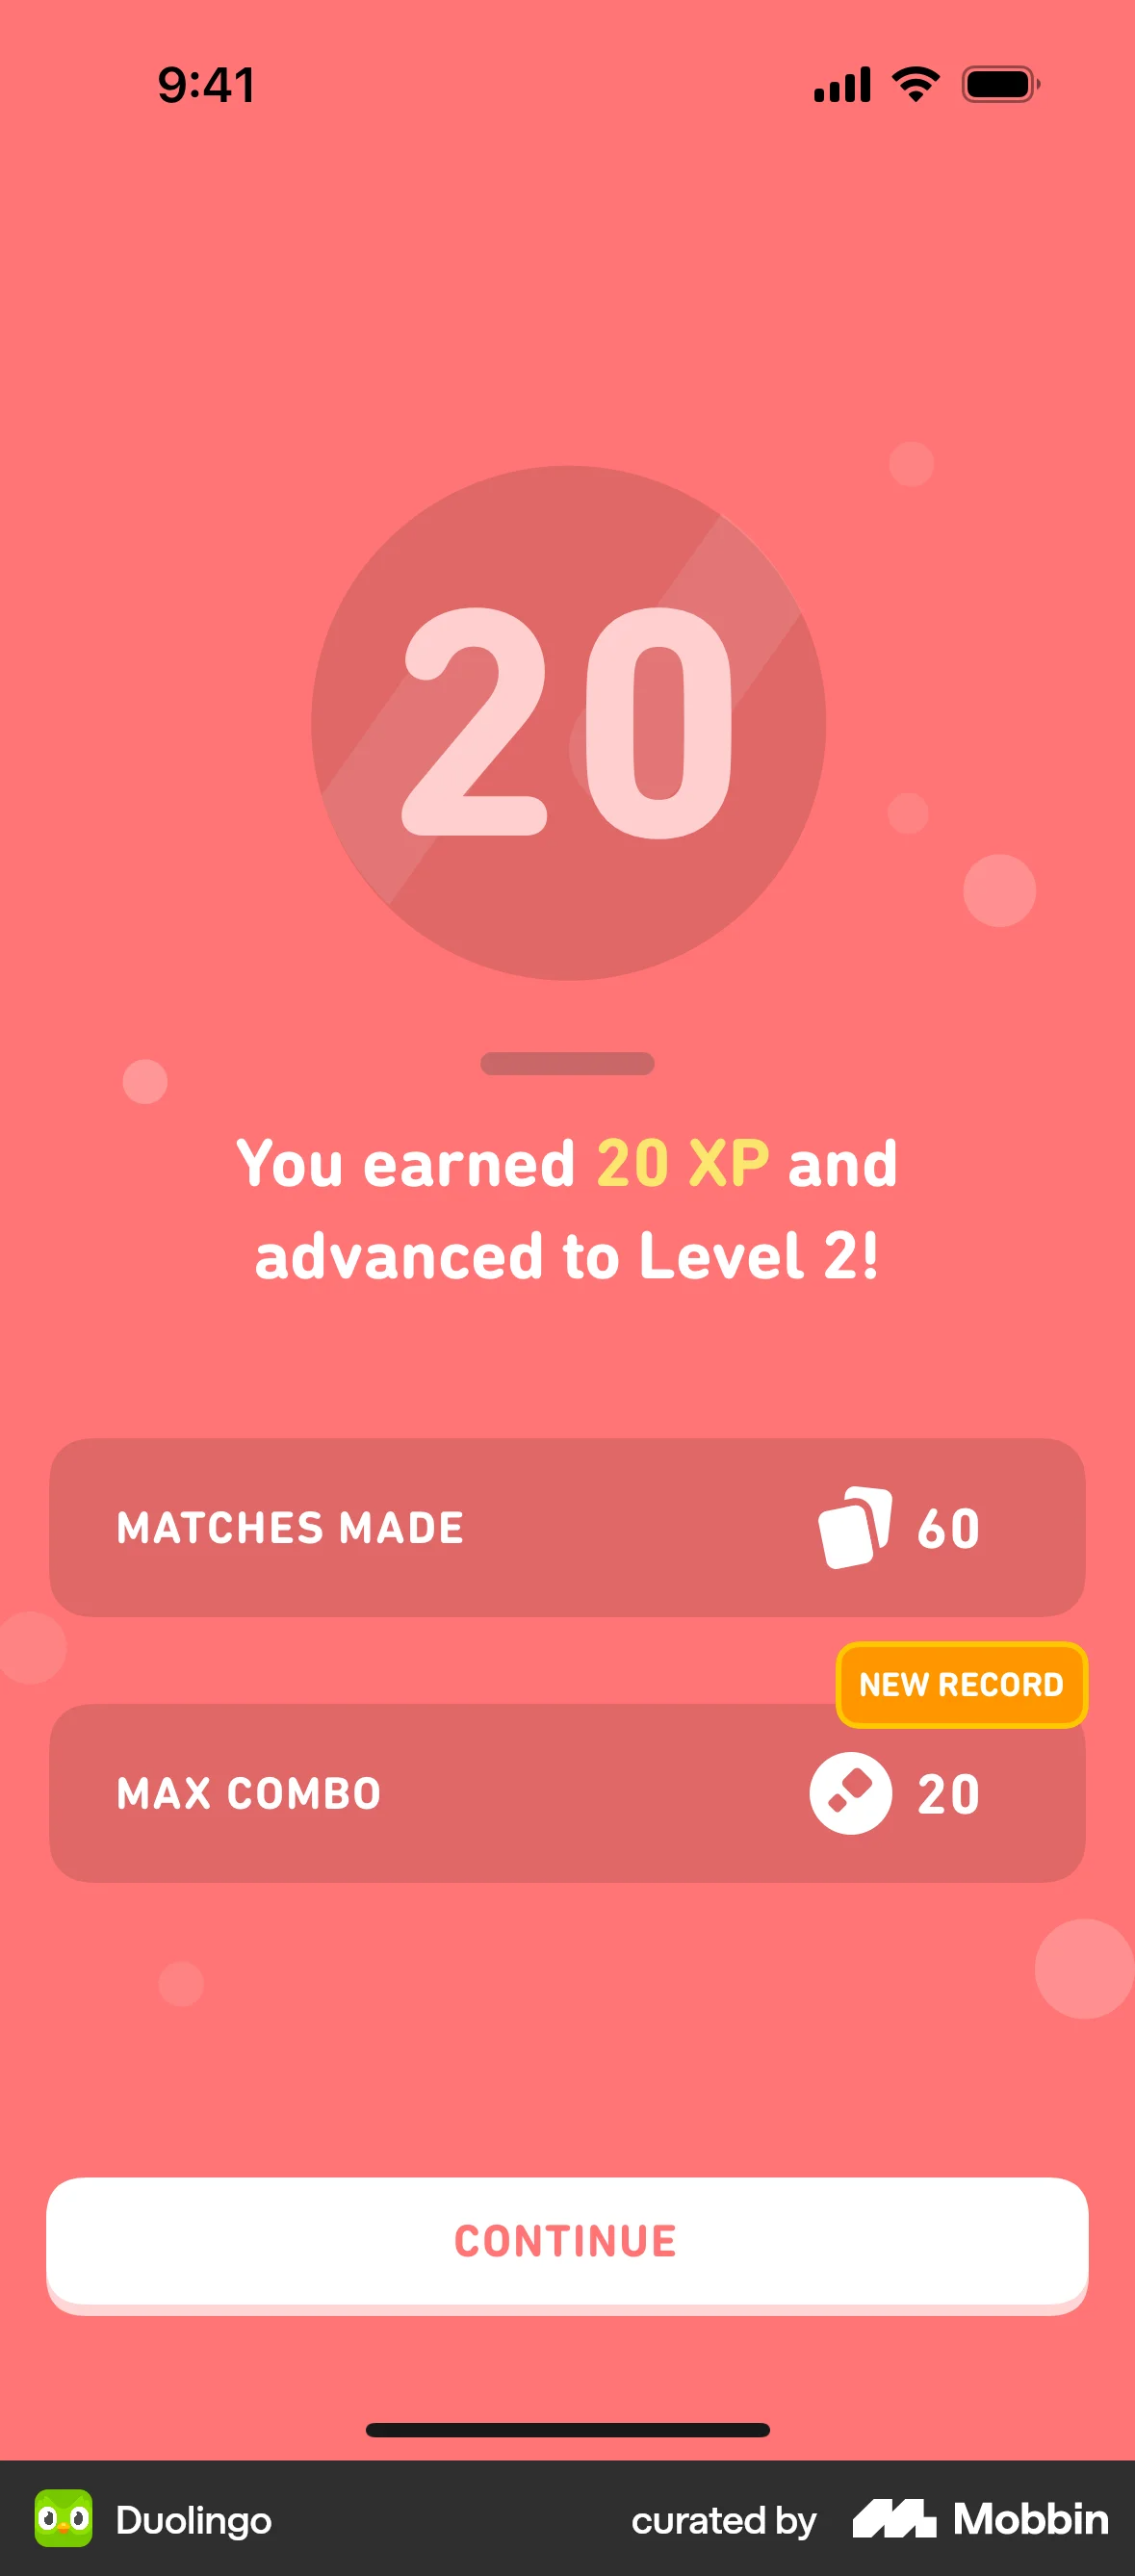 9:41
20
You earned 20 XP and
advanced to Level 2!
MATCHES MADE 60
NEW RECORD
MAX COMBO 20
CONTINUE
Duolingo curated by Mobbin